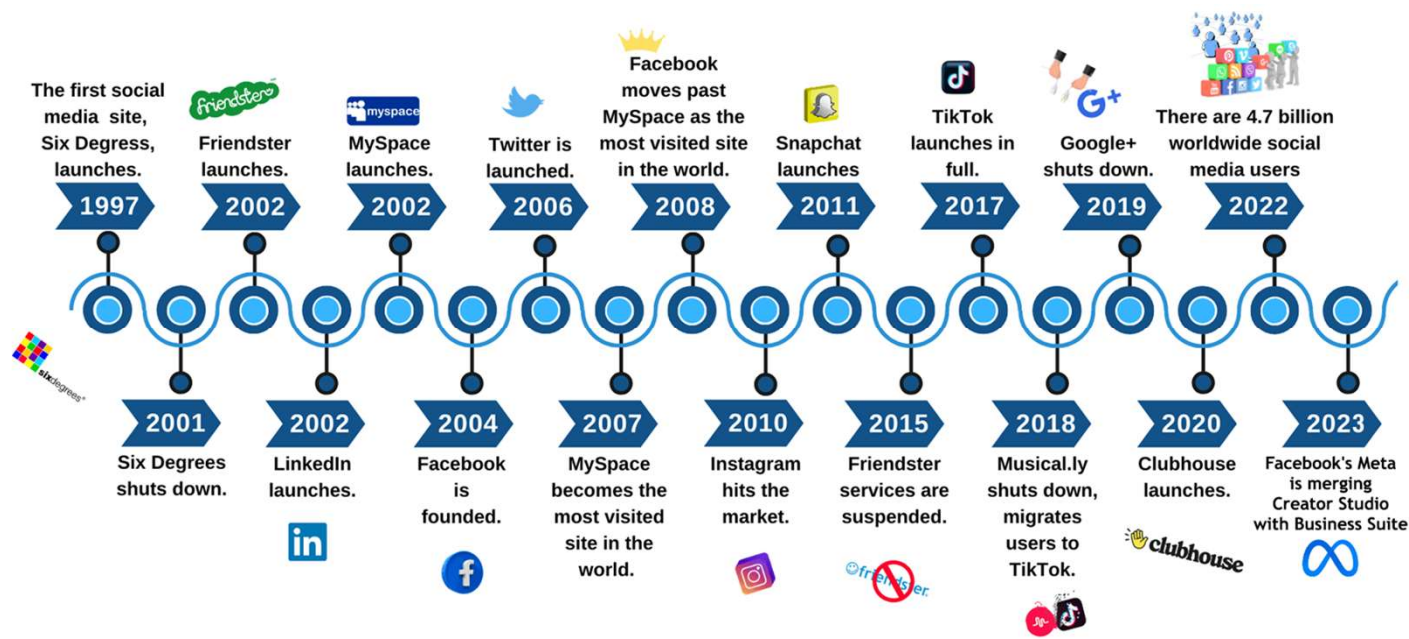 The first social
media site,
Six Degress,
launches.
1997
friendster
Friendster
launches.
2002
myspace
MySpace
launches.
2002
Twitter is
launched.
2006
Facebook
moves past
MySpace as the
most visited site
in the world.
2008
Snapchat
launches
2011
TikTok
launches in
full.
2017
G+
Google+
shuts down.
2019
There are 4.7 billion
worldwide social
media users
2022
sixdegrees
2001
Six Degrees
shuts down.
2002
LinkedIn
launches.
in
2004
Facebook
is
founded.
f
2007
MySpace
becomes the
most visited
site in the
world.
2010
Instagram
hits the
market.
2015
Friendster
services are
suspended.
friendster
2018
Musical.ly
shuts down,
migrates
users to
TikTok.
2020
Clubhouse
launches.
clubhouse
2023
Facebook's Meta
is merging
Creator Studio
with Business Suite